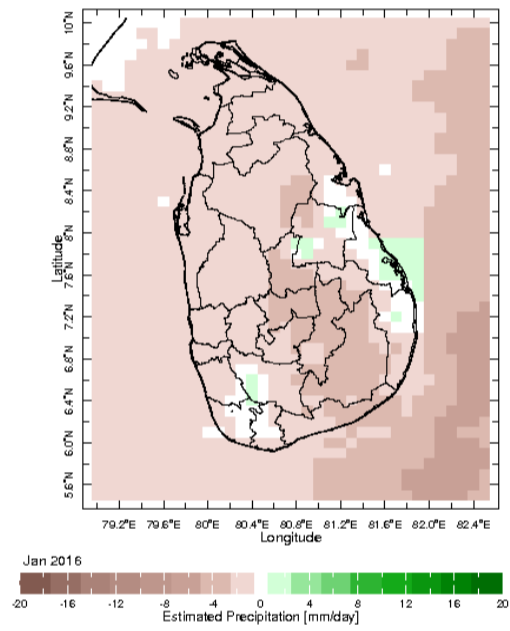 10°N
9.6°N
9.2°N
8.8°N
8.4°N
8°N
7.6°N
7.2°N
6.8°N
6.4°N
6.0°N
5.6°N
Latitude
79.2°E 79.6°E 80°E 80.4°E 80.8°E 81.2°E 81.6°E 82.0°E 82.4°E
Longitude
Jan 2016
-20 -16 -12 -8 -4 0 4 8 12 16 20
Estimated Precipitation [mm/day]